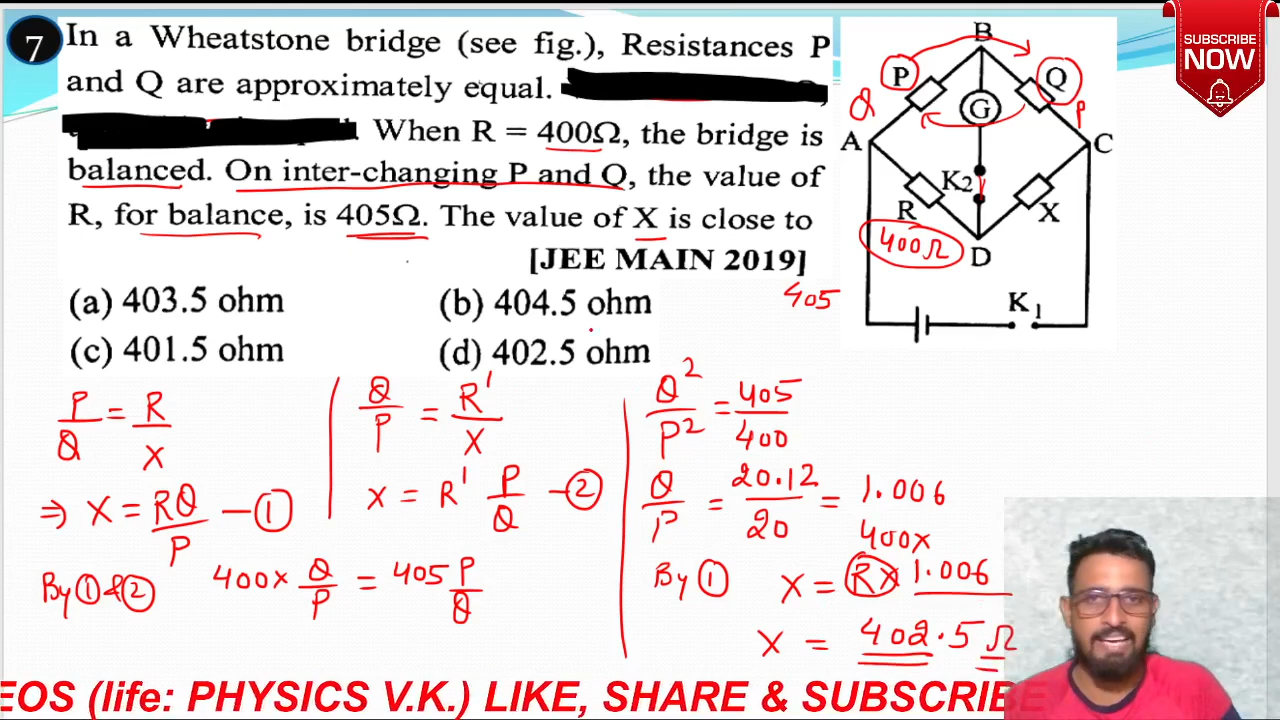 7
In a Wheatstone bridge (see fig.), Resistances P
and Q are approximately equal.
. When R = 400Ω, the bridge is
balanced. On inter-changing P and Q, the value of
R, for balance, is 405Ω. The value of X is close to
[JEE MAIN 2019]
(a) 403.5 ohm (b) 404.5 ohm
(c) 401.5 ohm (d) 402.5 ohm
SUBSCRIBE
NOW
B
P Q
Q P
G
A C
K2
R X
400Ω
D
405
K1
P/Q = R/X
⇒ X = RQ/P —①
By ① & ② 400× Q/P = 405 P/Q
Q/P = R'/X
X = R' P/Q —②
Q²/P² = 405/400
Q/P = 20.12/20 = 1.006
400x
By ① X = R× 1.006
X = 402.5 Ω
EOS (life: PHYSICS V.K.) LIKE, SHARE & SUBSCRIBE